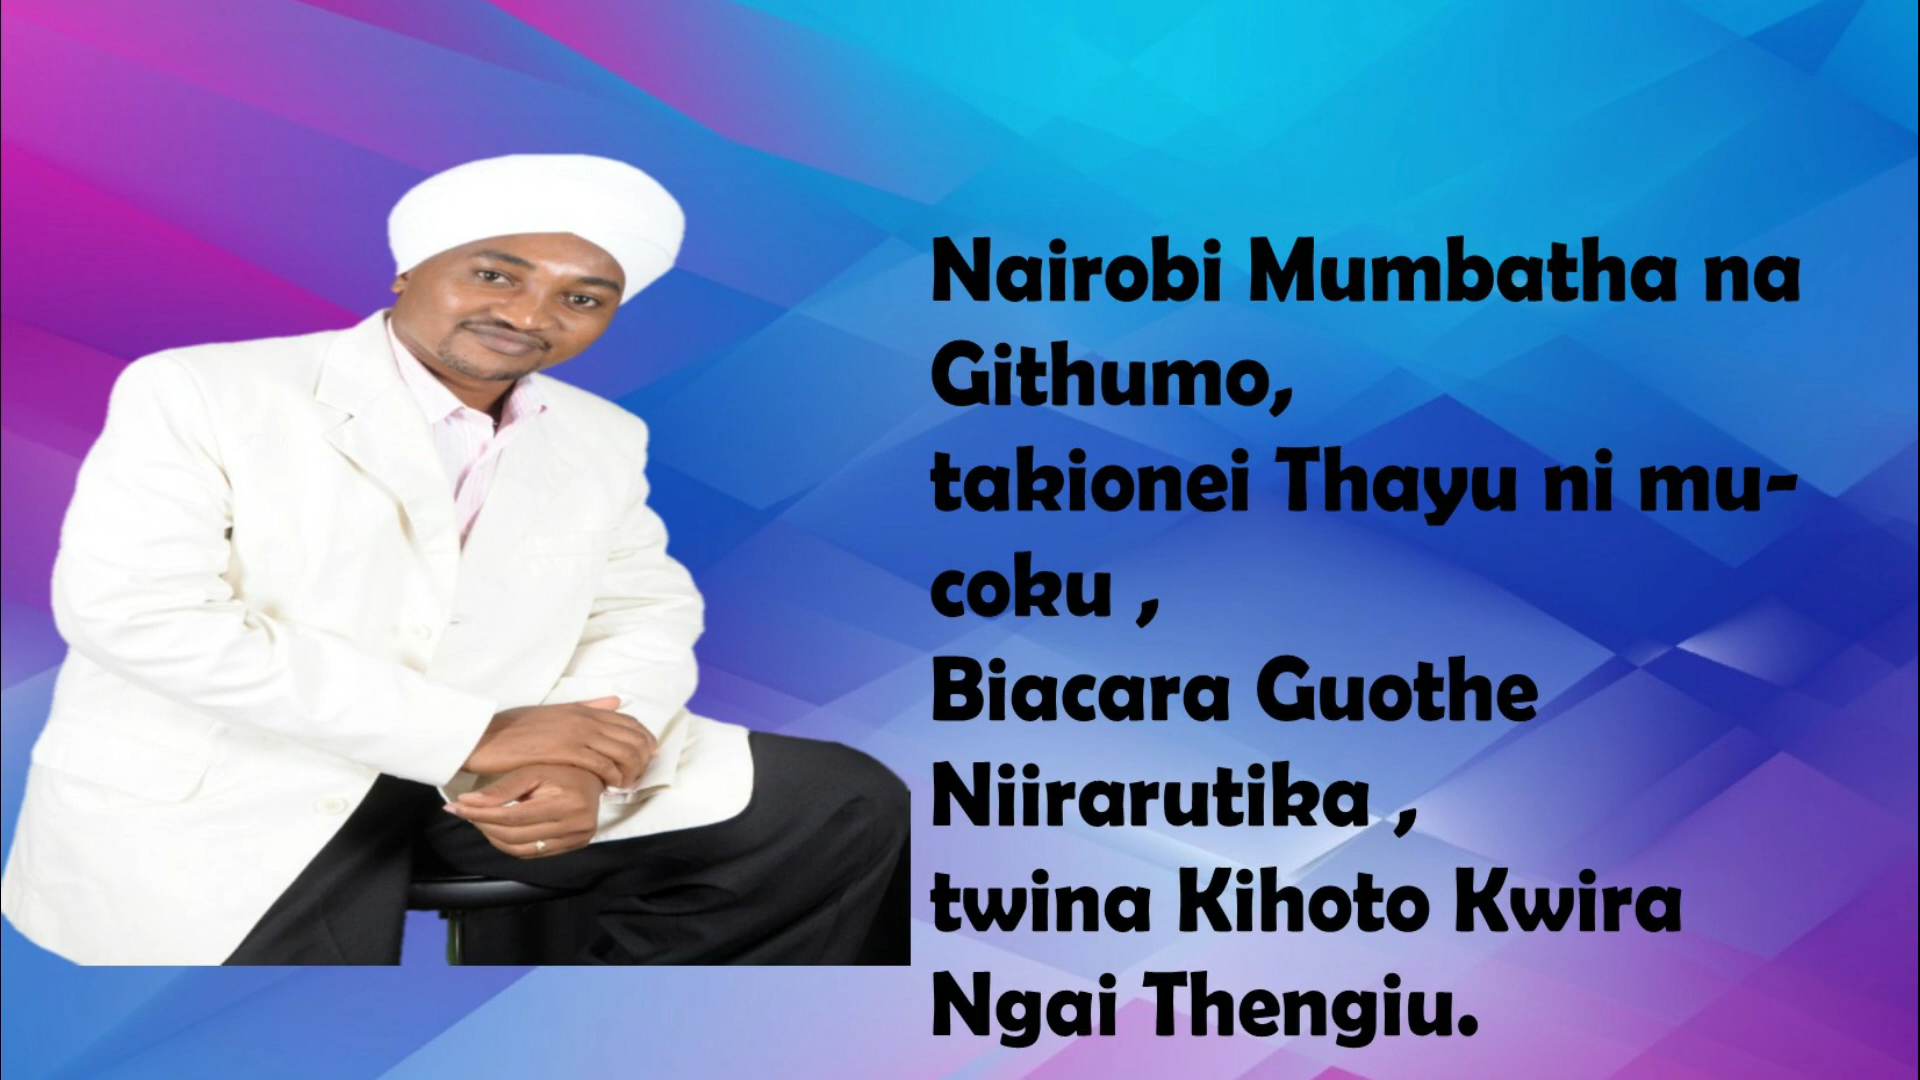 Nairobi Mumbatha na
Githumo,
takionei Thayu ni mu-
coku ,
Biacara Guothe
Niirarutika ,
twina Kihoto Kwira
Ngai Thengiu.